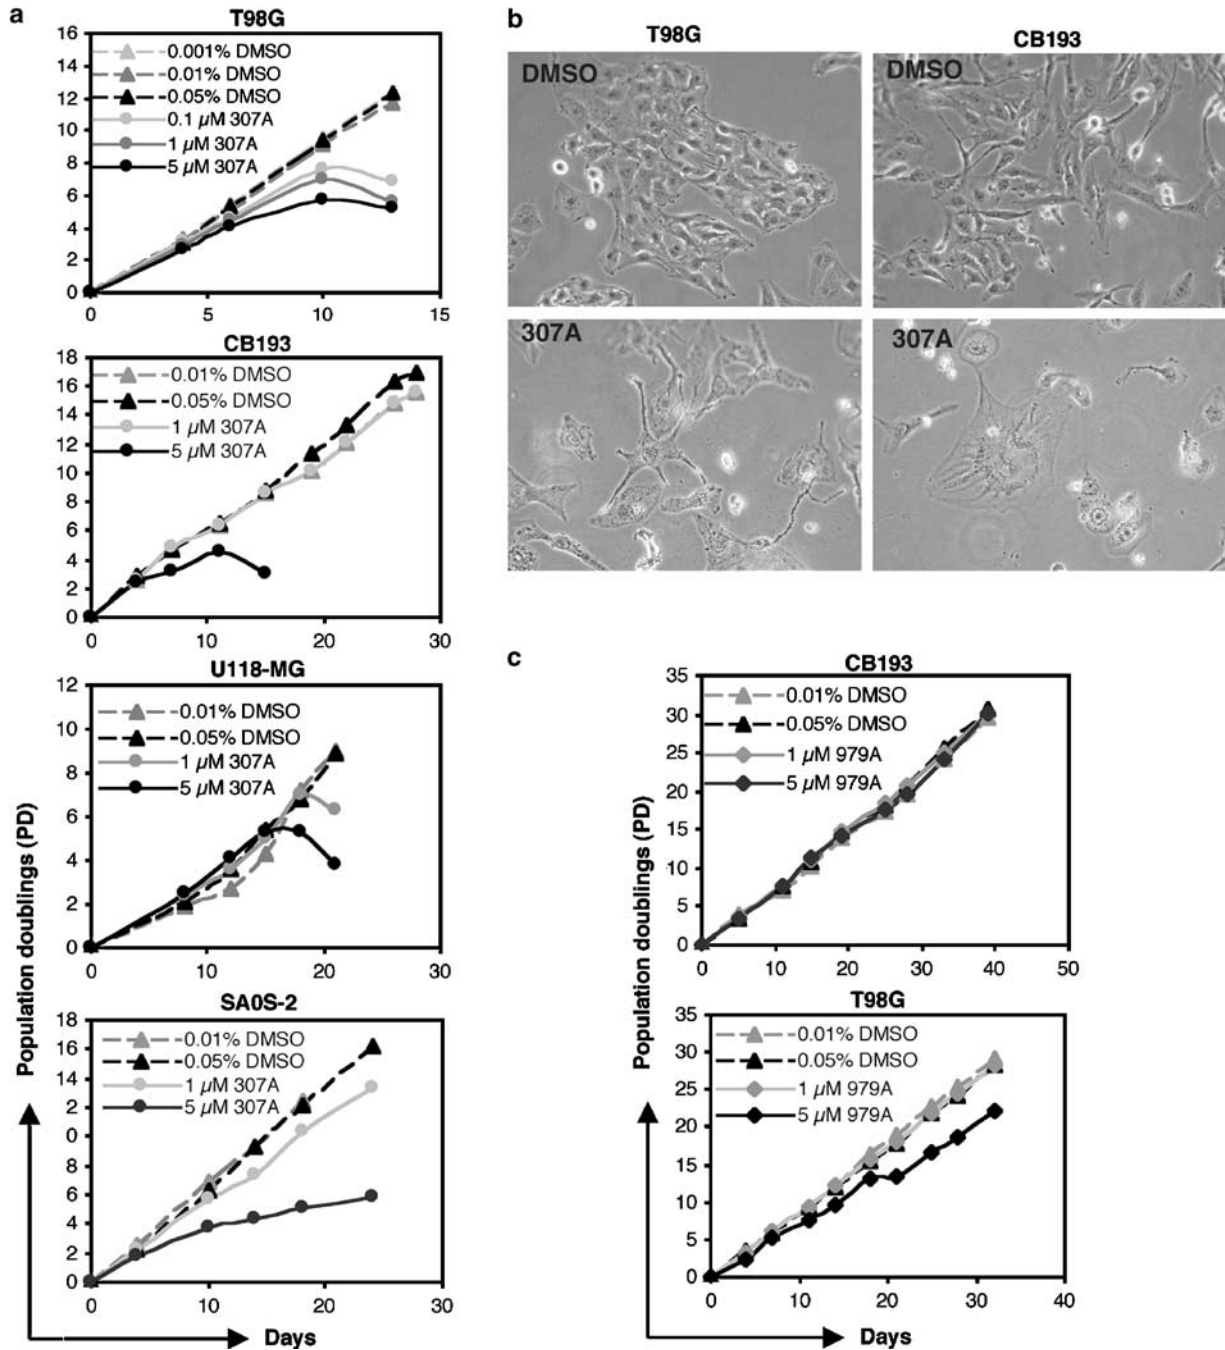 a
T98G
16
14
12
10
8
6
4
2
0
0.001% DMSO
0.01% DMSO
0.05% DMSO
0.1 µM 307A
1 µM 307A
5 µM 307A
0 5 10 15
CB193
18
16
14
12
10
8
6
4
2
0
0.01% DMSO
0.05% DMSO
1 µM 307A
5 µM 307A
0 10 20 30
U118-MG
12
10
8
6
4
2
0
0.01% DMSO
0.05% DMSO
1 µM 307A
5 µM 307A
0 10 20 30
SA0S-2
18
16
14
2
0
8
6
4
2
0
0.01% DMSO
0.05% DMSO
1 µM 307A
5 µM 307A
0 10 20 30
Population doublings (PD)
Days
b
T98G CB193
DMSO DMSO
307A 307A
c
CB193
35
30
25
20
15
10
5
0
0.01% DMSO
0.05% DMSO
1 µM 979A
5 µM 979A
0 10 20 30 40 50
T98G
35
30
25
20
15
10
5
0
0.01% DMSO
0.05% DMSO
1 µM 979A
5 µM 979A
0 10 20 30 40
Population doublings (PD)
Days